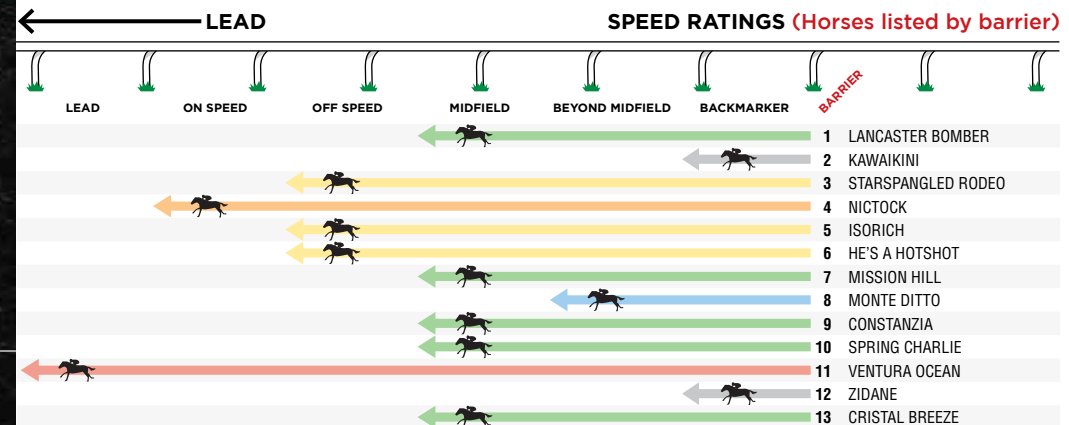 LEAD
SPEED RATINGS (Horses listed by barrier)
LEAD ON SPEED OFF SPEED MIDFIELD BEYOND MIDFIELD BACKMARKER BARRIER
1 LANCASTER BOMBER
2 KAWAIKINI
3 STARSPANGLED RODEO
4 NICTOCK
5 ISORICH
6 HE'S A HOTSHOT
7 MISSION HILL
8 MONTE DITTO
9 CONSTANZIA
10 SPRING CHARLIE
11 VENTURA OCEAN
12 ZIDANE
13 CRISTAL BREEZE